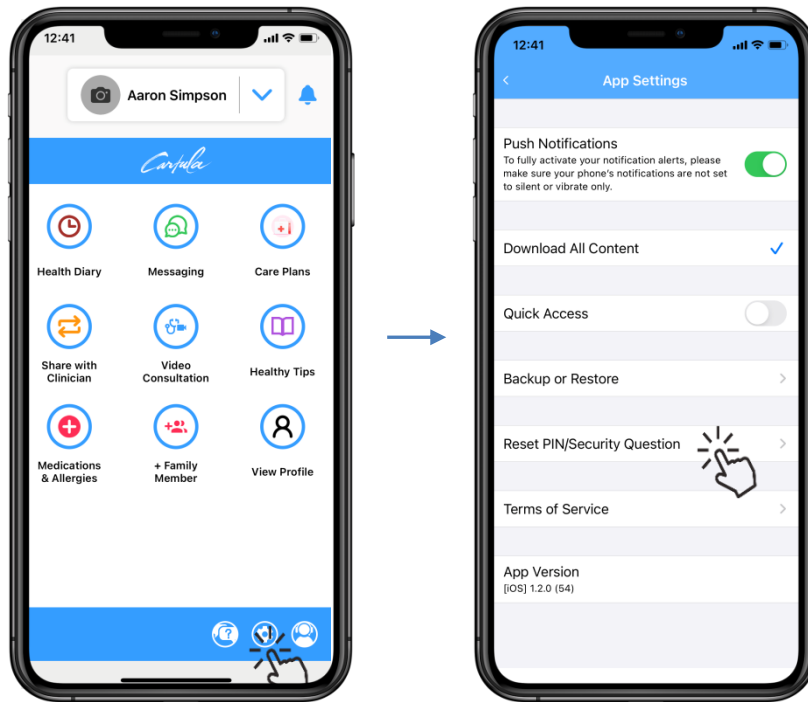 12:41
Aaron Simpson
Health Diary
Messaging
Care Plans
Share with
Clinician
Video
Consultation
Healthy Tips
Medications
& Allergies
+ Family
Member
View Profile
?
12:41
App Settings
Push Notifications
To fully activate your notification alerts, please
make sure your phone's notifications are not set
to silent or vibrate only.
Download All Content
Quick Access
Backup or Restore
Reset PIN/Security Question
Terms of Service
App Version
[iOS] 1.2.0 (54)